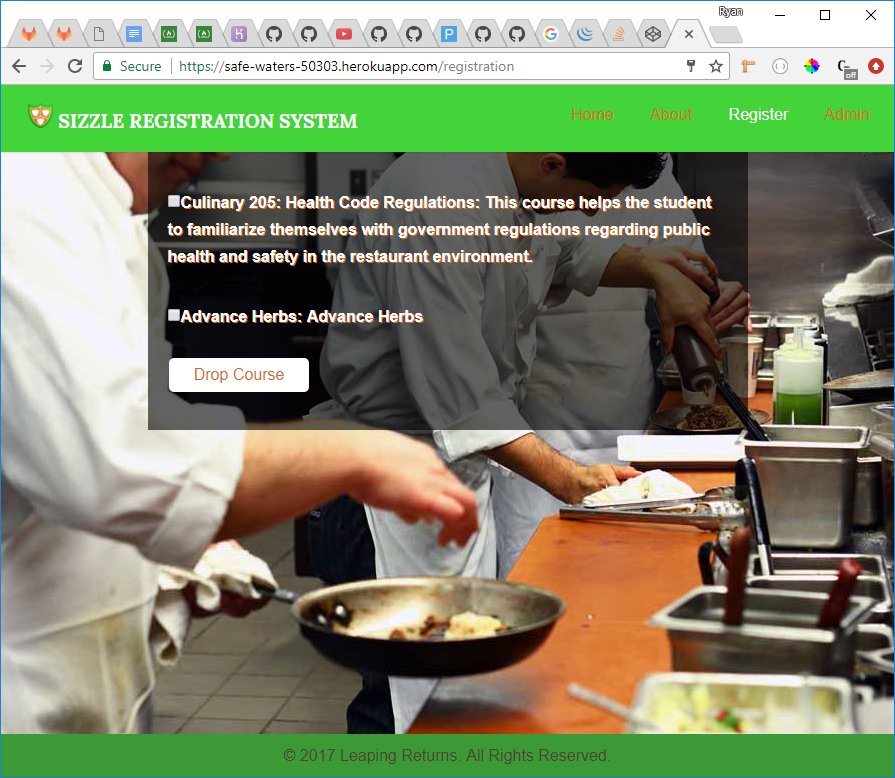 Ryan
Secure
https://safe-waters-50303.herokuapp.com/registration
off
SIZZLE REGISTRATION SYSTEM
Home
About
Register
Admin
Culinary 205: Health Code Regulations: This course helps the student
to familiarize themselves with government regulations regarding public
health and safety in the restaurant environment.
Advance Herbs: Advance Herbs
Drop Course
© 2017 Leaping Returns. All Rights Reserved.